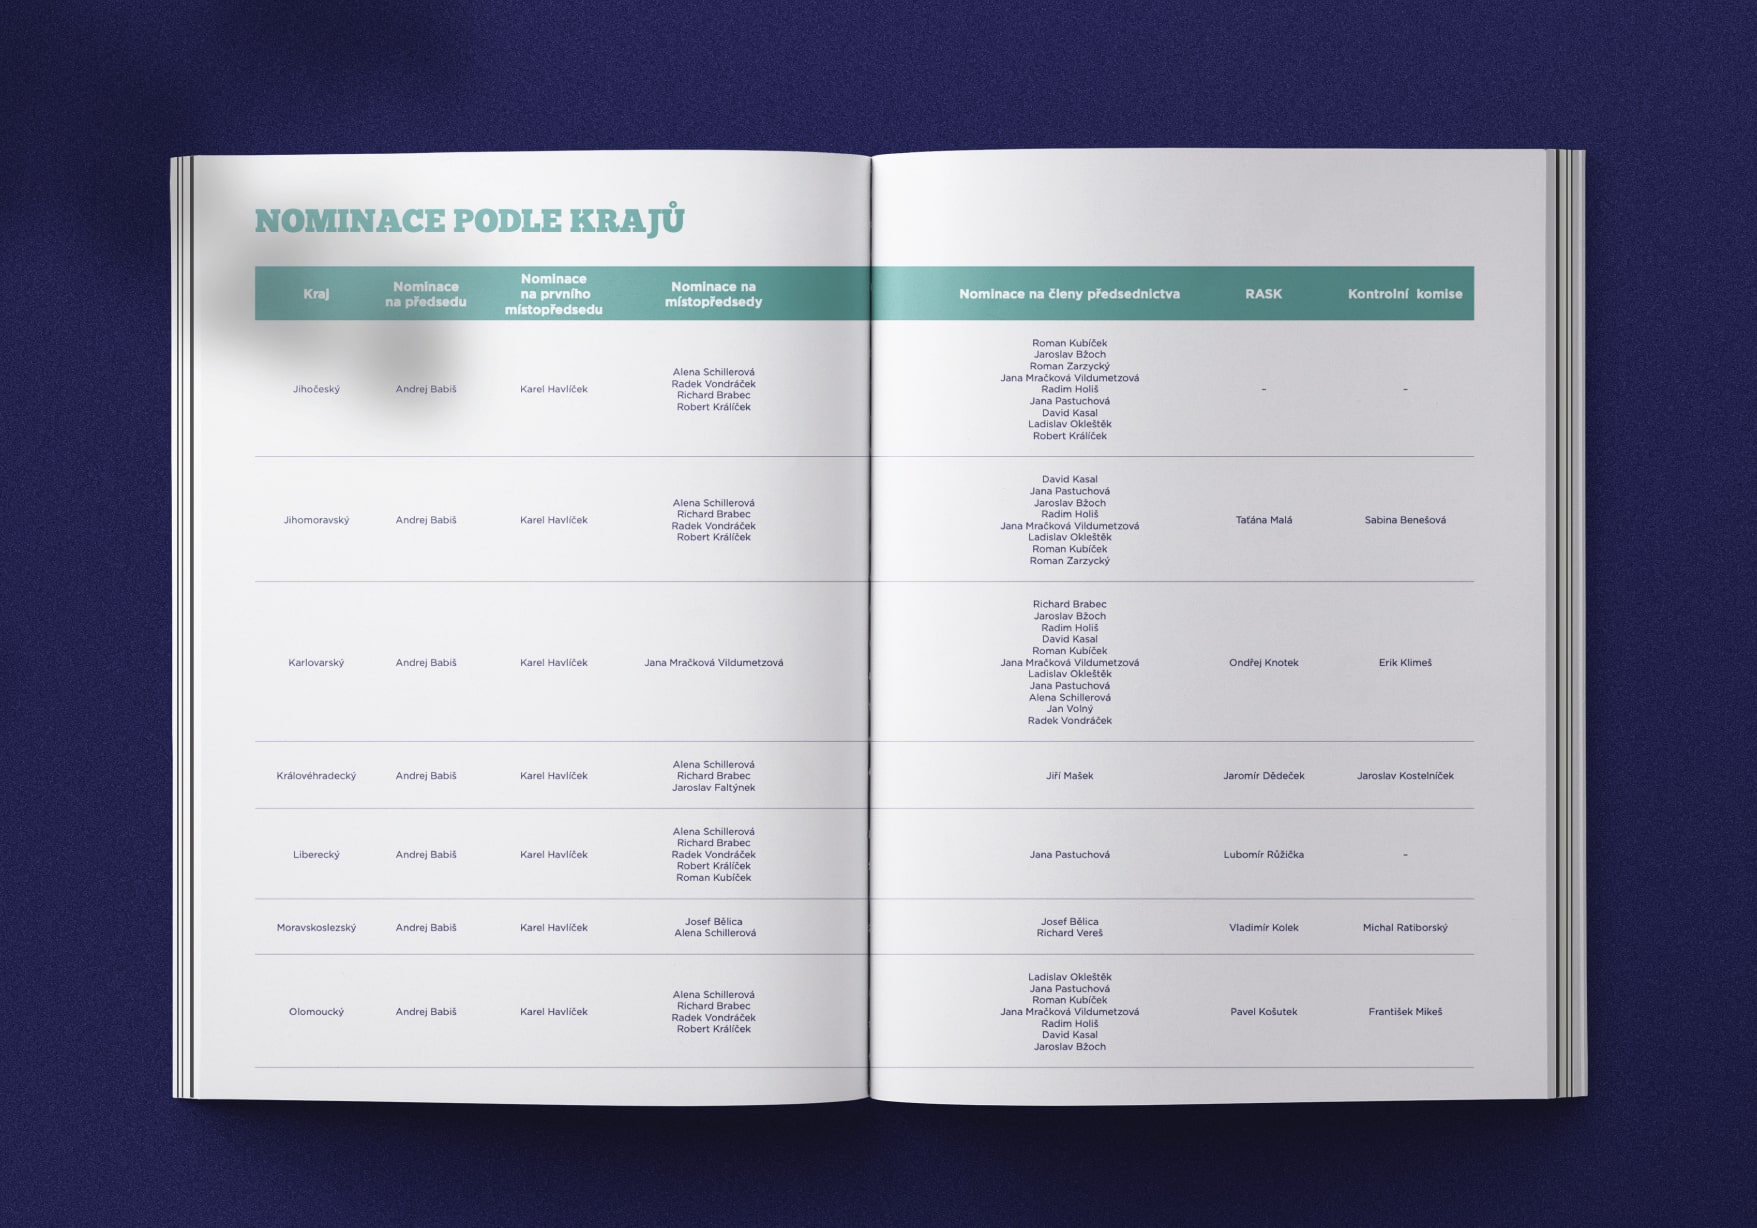 NOMINACE PODLE KRAJŮ
Kraj
Nominace
na předsedu
Nominace
na prvního
místopředsedu
Nominace na
místopředsedy
Nominace na členy předsednictva
RASK
Kontrolní komise
Jihočeský
Andrej Babiš
Karel Havlíček
Alena Schillerová
Radek Vondráček
Richard Brabec
Robert Králíček
Roman Kubíček
Jaroslav Bžoch
Roman Zarzycký
Jana Mračková Vildumetzová
Radim Holiš
Jana Pastuchová
David Kasal
Ladislav Okleštěk
Robert Králíček
–
–
Jihomoravský
Andrej Babiš
Karel Havlíček
Alena Schillerová
Richard Brabec
Radek Vondráček
Robert Králíček
David Kasal
Jana Pastuchová
Jaroslav Bžoch
Radim Holiš
Jana Mračková Vildumetzová
Ladislav Okleštěk
Roman Kubíček
Roman Zarzycký
Taťána Malá
Sabina Benešová
Karlovarský
Andrej Babiš
Karel Havlíček
Jana Mračková Vildumetzová
Richard Brabec
Jaroslav Bžoch
Radim Holiš
David Kasal
Roman Kubíček
Jana Mračková Vildumetzová
Ladislav Okleštěk
Jana Pastuchová
Alena Schillerová
Jan Volný
Radek Vondráček
Ondřej Knotek
Erik Klimeš
Královéhradecký
Andrej Babiš
Karel Havlíček
Alena Schillerová
Richard Brabec
Jaroslav Faltýnek
Jiří Mašek
Jaromír Dědeček
Jaroslav Kostelníček
Liberecký
Andrej Babiš
Karel Havlíček
Alena Schillerová
Richard Brabec
Radek Vondráček
Robert Králíček
Roman Kubíček
Jana Pastuchová
Lubomír Růžička
–
Moravskoslezský
Andrej Babiš
Karel Havlíček
Josef Bělica
Alena Schillerová
Josef Bělica
Richard Vereš
Vladimír Kolek
Michal Ratiborský
Olomoucký
Andrej Babiš
Karel Havlíček
Alena Schillerová
Richard Brabec
Radek Vondráček
Robert Králíček
Ladislav Okleštěk
Jana Pastuchová
Roman Kubíček
Jana Mračková Vildumetzová
Radim Holiš
David Kasal
Jaroslav Bžoch
Pavel Košutek
František Mikeš